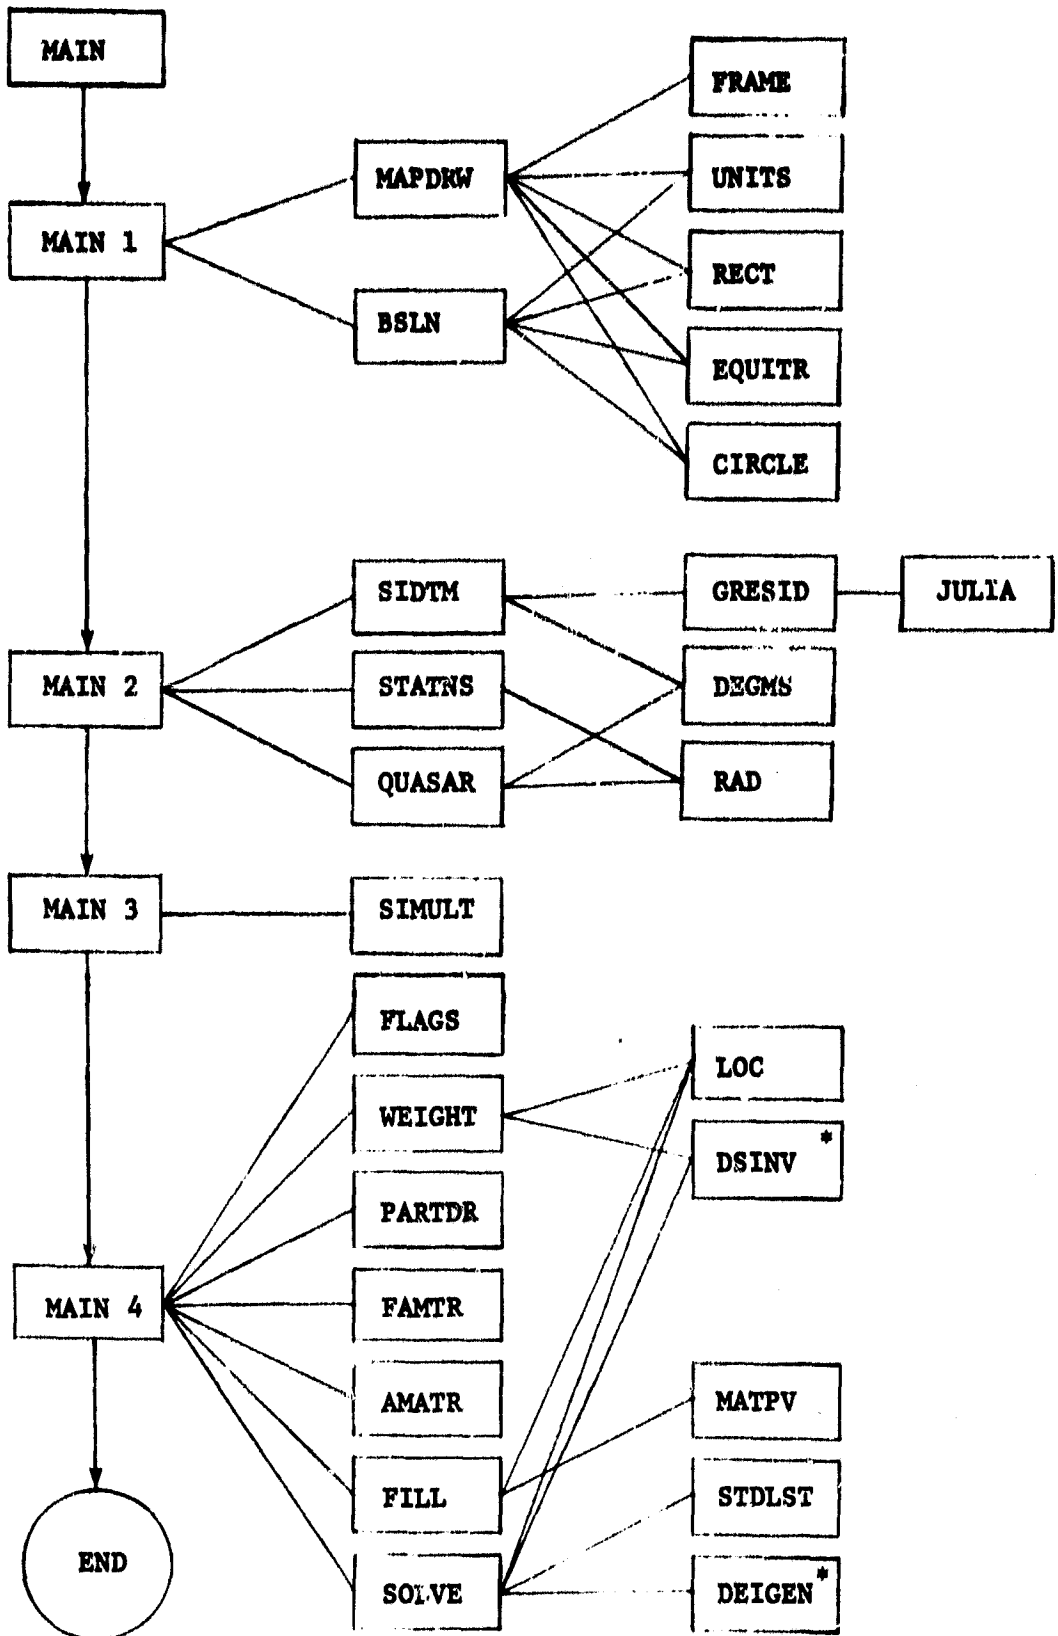 MAIN
FRAME
MAPDRW
UNITS
MAIN 1
RECT
BSLN
EQUITR
CIRCLE
SIDTM
GRESID
JULIA
MAIN 2
STATNS
DEGMS
QUASAR
RAD
MAIN 3
SIMULT
FLAGS
LOC
WEIGHT
DSINV *
PARTDR
MAIN 4
FAMTR
AMATR
MATPV
FILL
STDLST
END
SOLVE
DEIGEN *